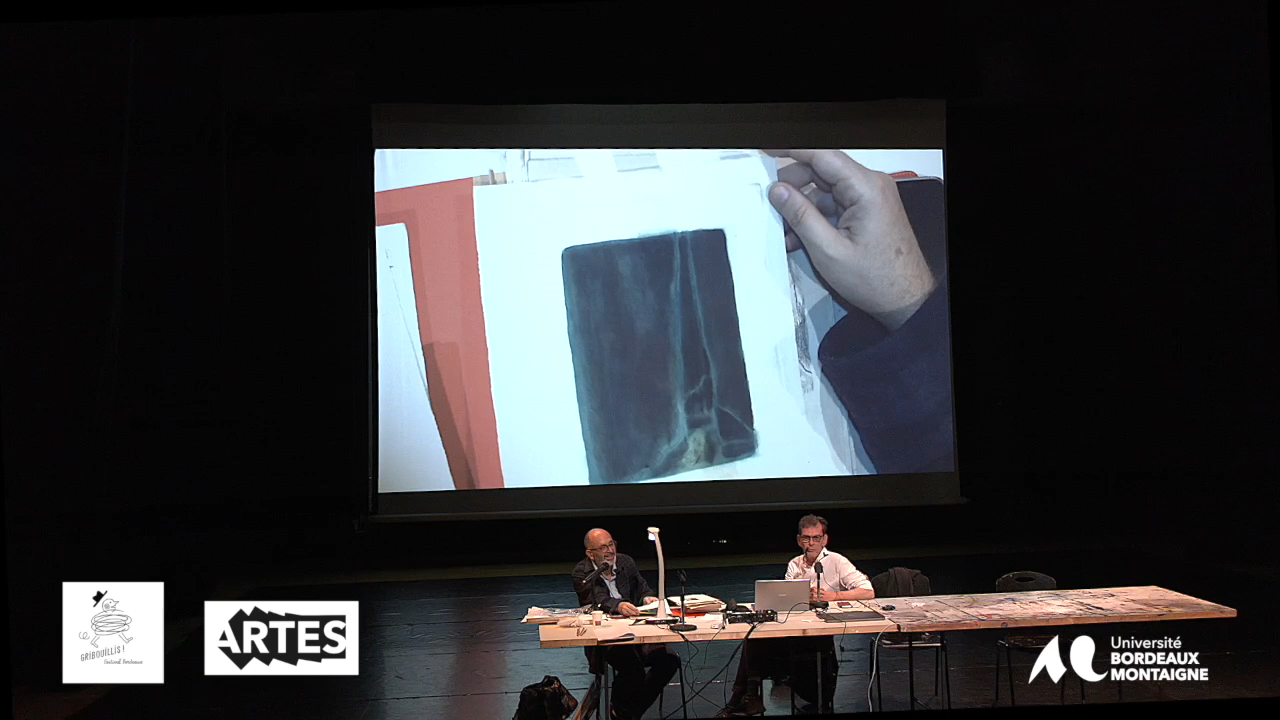 GRIBOUILLIS !
Festival Bordeaux
ARTES
Université
BORDEAUX
MONTAIGNE